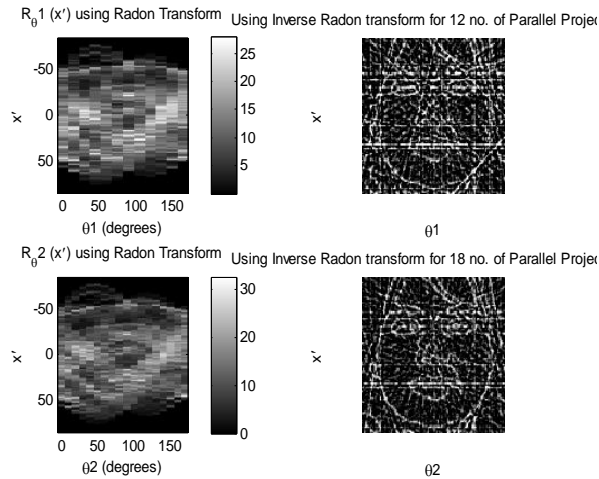 R_θ1 (x') using Radon Transform
Using Inverse Radon transform for 12 no. of Parallel Projec
-50
0
50
x'
0 50 100 150
θ1 (degrees)
25
20
15
10
5
x'
θ1
R_θ2 (x') using Radon Transform
Using Inverse Radon transform for 18 no. of Parallel Projec
-50
0
50
x'
0 50 100 150
θ2 (degrees)
30
20
10
0
x'
θ2